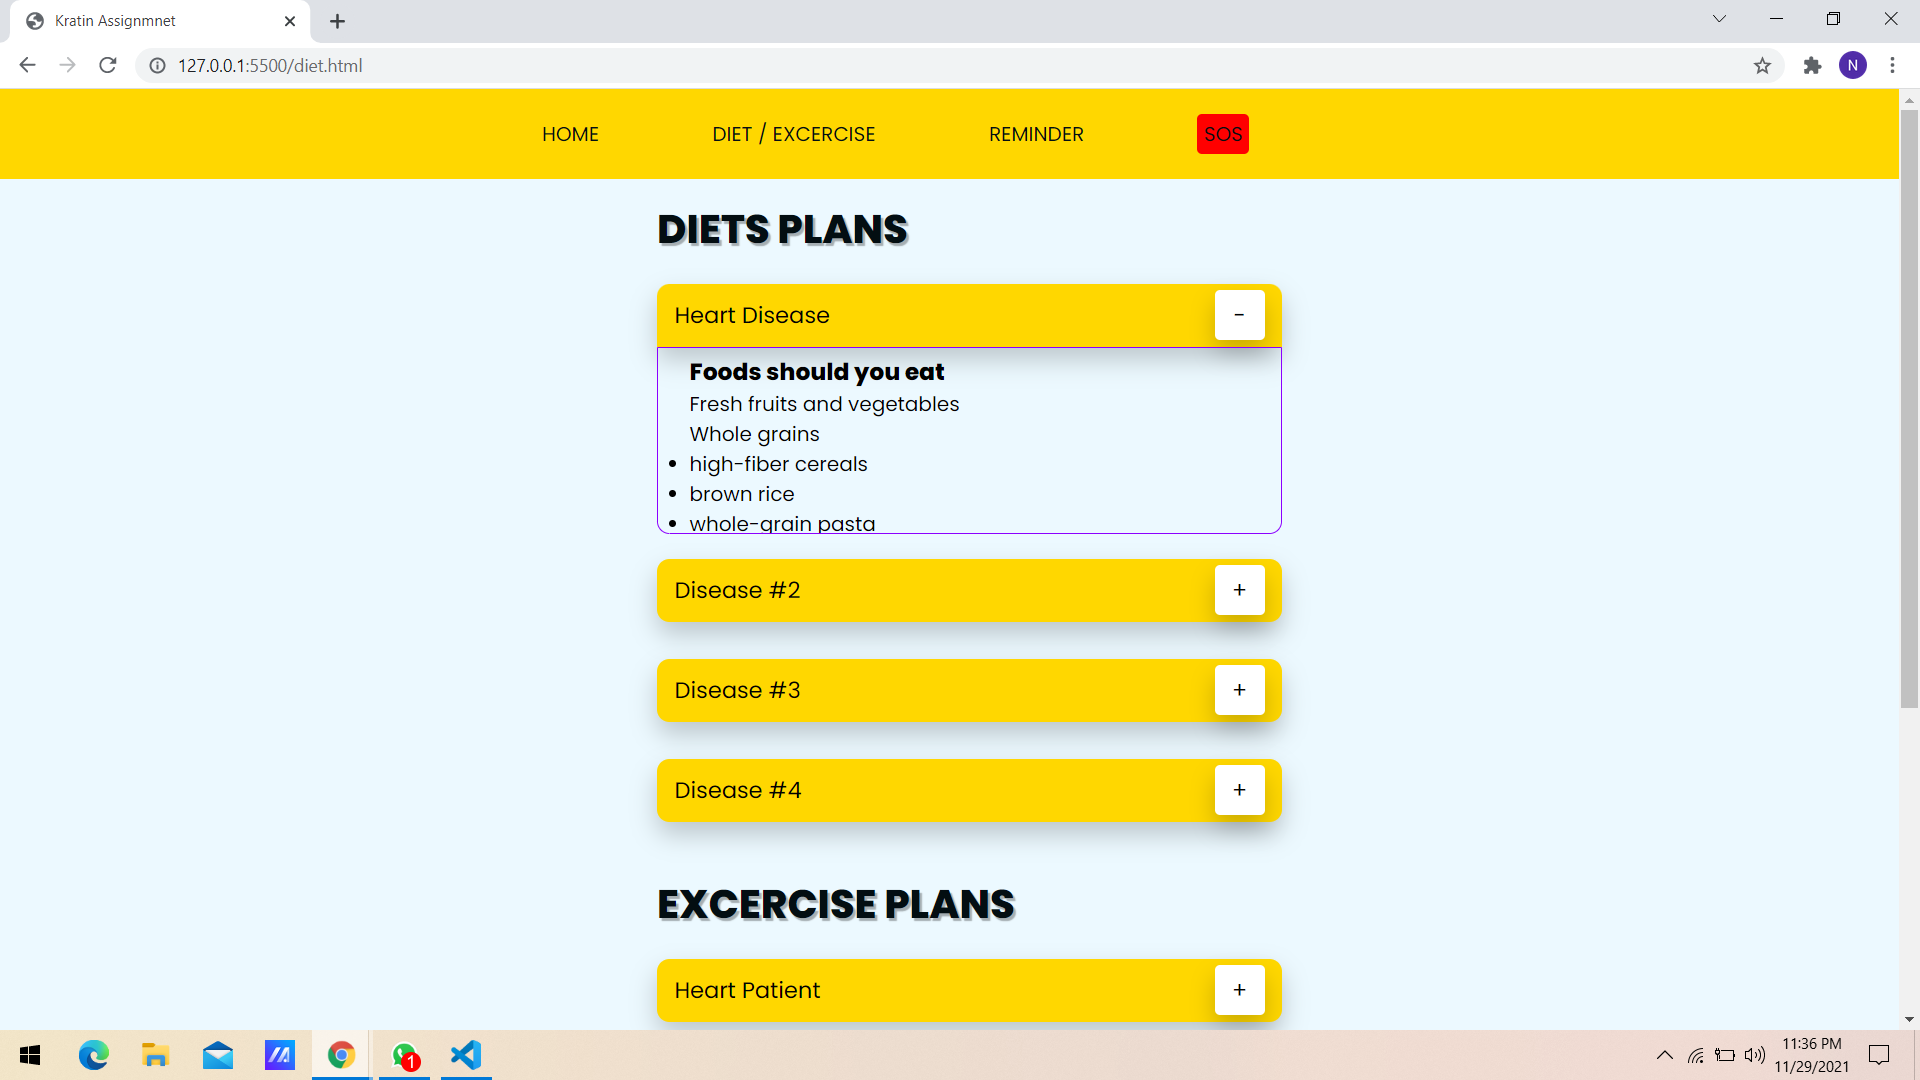 Kratin Assignmnet
127.0.0.1:5500/diet.html
N
HOME DIET / EXCERCISE REMINDER SOS
DIETS PLANS
Heart Disease -
Foods should you eat
Fresh fruits and vegetables
Whole grains
• high-fiber cereals
• brown rice
• whole-grain pasta
Disease #2 +
Disease #3 +
Disease #4 +
EXCERCISE PLANS
Heart Patient +
1
11:36 PM
11/29/2021